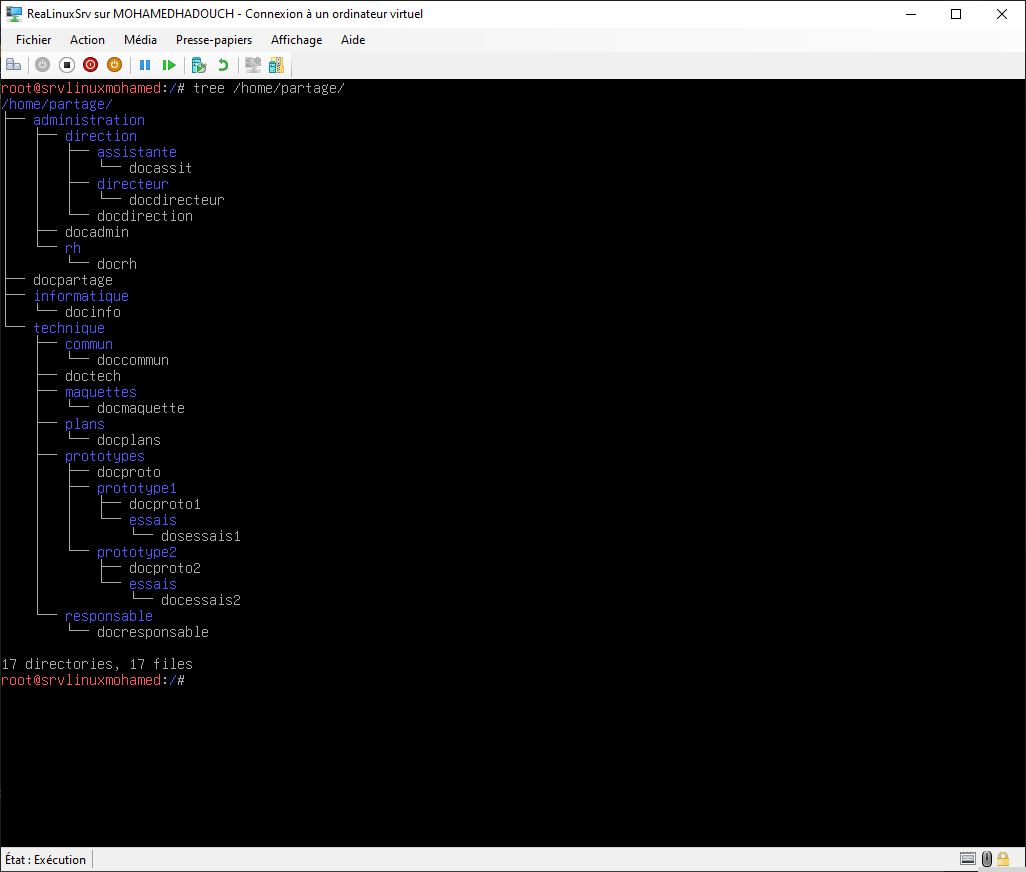 ReaLinuxSrv sur MOHAMEDHADOUCH - Connexion à un ordinateur virtuel
Fichier Action Média Presse-papiers Affichage Aide
root@srvlinuxmohamed:/# tree /home/partage/
/home/partage/
├── administration
│   ├── direction
│   │   ├── assistante
│   │   │   └── docassit
│   │   ├── directeur
│   │   │   └── docdirecteur
│   │   └── docdirection
│   ├── docadmin
│   └── rh
│       └── docrh
├── docpartage
├── informatique
│   └── docinfo
└── technique
    ├── commun
    │   └── doccommun
    ├── doctech
    ├── maquettes
    │   └── docmaquette
    ├── plans
    │   └── docplans
    ├── prototypes
    │   ├── docproto
    │   ├── prototype1
    │   │   ├── docproto1
    │   │   └── essais
    │   │       └── dosessais1
    │   └── prototype2
    │       ├── docproto2
    │       └── essais
    │           └── docessais2
    └── responsable
        └── docresponsable
17 directories, 17 files
root@srvlinuxmohamed:/#
État : Exécution